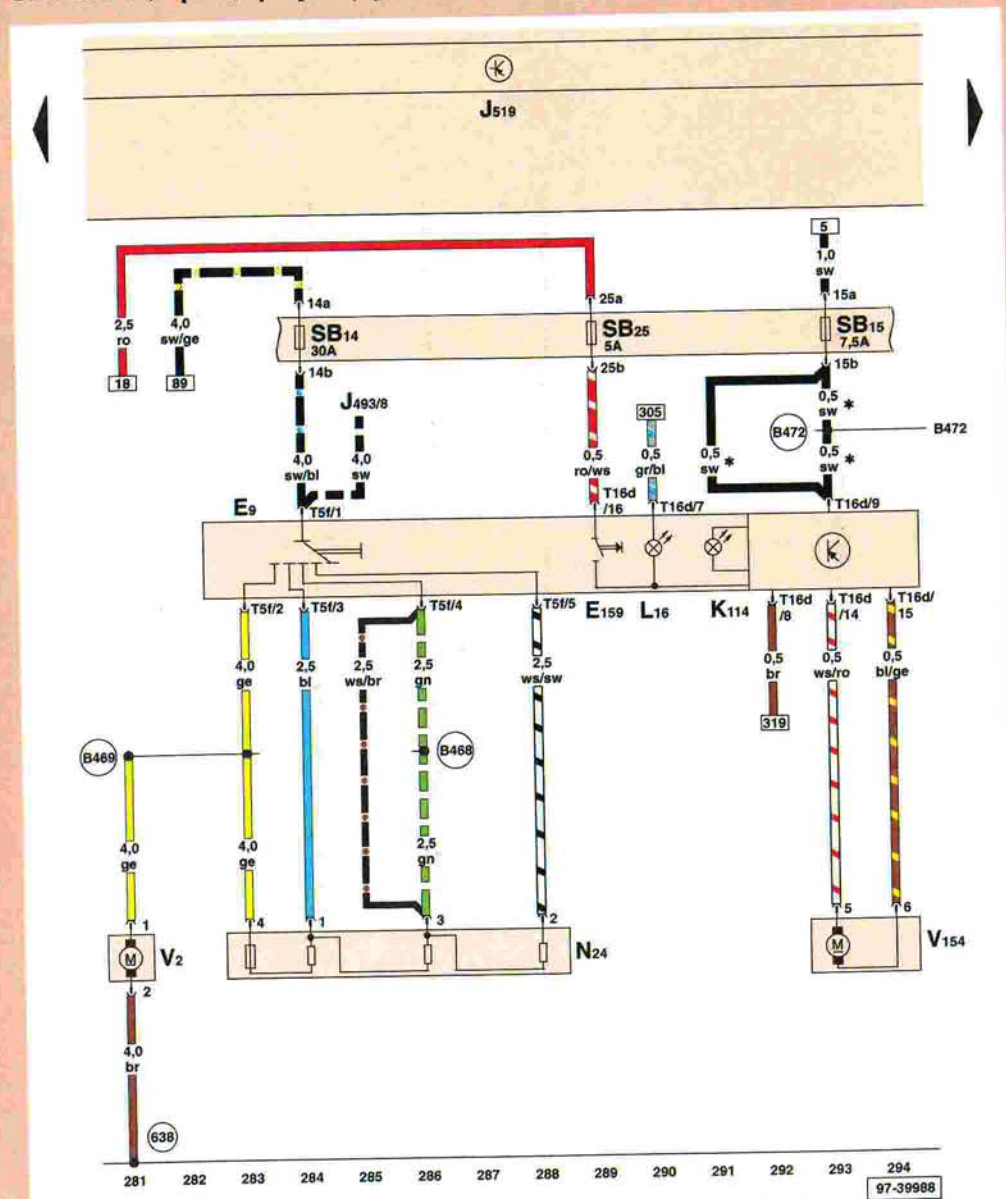 J519
5
1,0
sw
14a
25a
15a
2,5
ro
4,0
sw/ge
SB14
30A
SB25
5A
SB15
7,5A
18
89
14b
25b
15b
J493/8
305
0,5
sw *
B472
B472
4,0
sw/bl
4,0
sw
0,5
ro/ws
0,5
gr/bl
0,5
sw *
0,5
sw *
E9
T5f/1
T16d
/16
T16d/7
T16d/9
T5f/2
T5f/3
T5f/4
T5f/5
E159
L16
K114
T16d
/8
T16d
/14
T16d/
15
4,0
ge
2,5
bl
2,5
ws/br
2,5
gn
2,5
ws/sw
0,5
br
0,5
ws/ro
0,5
bl/ge
319
B469
B468
4,0
ge
4,0
ge
2,5
gn
1
4
1
3
2
5
6
M
V2
N24
M
V154
2
4,0
br
638
281 282 283 284 285 286 287 288 289 290 291 292 293 294
97-39988